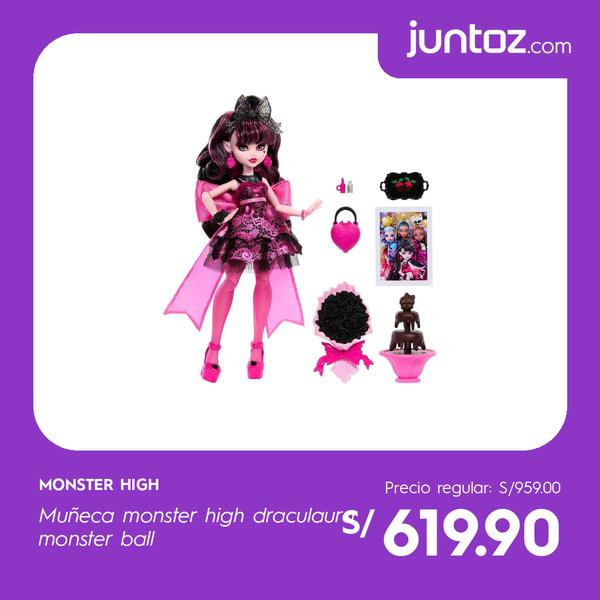 juntoz.com
MONSTER HIGH
Muñeca monster high draculaura
monster ball
Precio regular: S/959.00
S/ 619.90